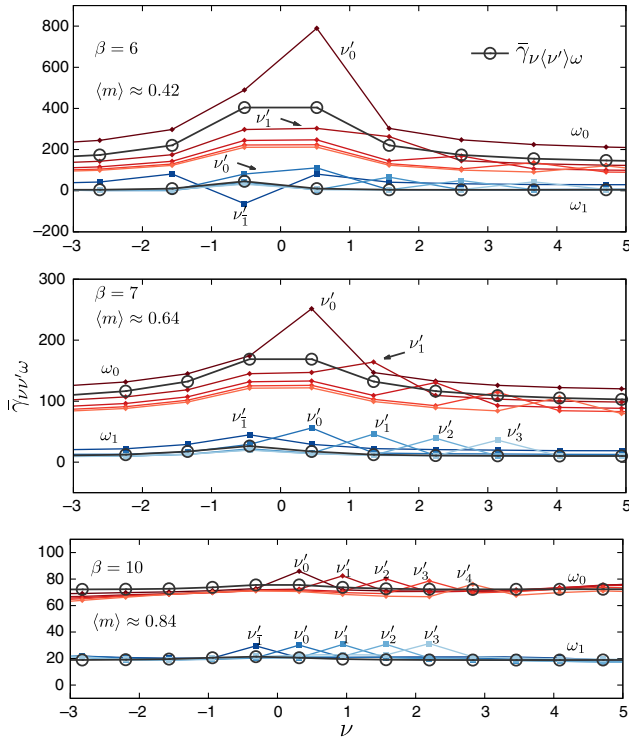 800
600
400
200
0
−200
β = 6
⟨m⟩ ≈ 0.42
ν′₀
γ̄ν⟨ν′⟩ω
ν′₁
ω₀
ν′₀
ω₁
ν′₁̄
−3 −2 −1 0 1 2 3 4 5
300
200
100
0
β = 7
⟨m⟩ ≈ 0.64
ν′₀
ν′₁
ω₀
ω₁
ν′₁̄ ν′₀ ν′₁ ν′₂ ν′₃
−3 −2 −1 0 1 2 3 4 5
γ̄νν′ω
100
80
60
40
20
0
β = 10
ν′₀ ν′₁ ν′₂ ν′₃ ν′₄
ω₀
⟨m⟩ ≈ 0.84
ν′₁̄ ν′₀ ν′₁ ν′₂ ν′₃
ω₁
−3 −2 −1 0 1 2 3 4 5
ν